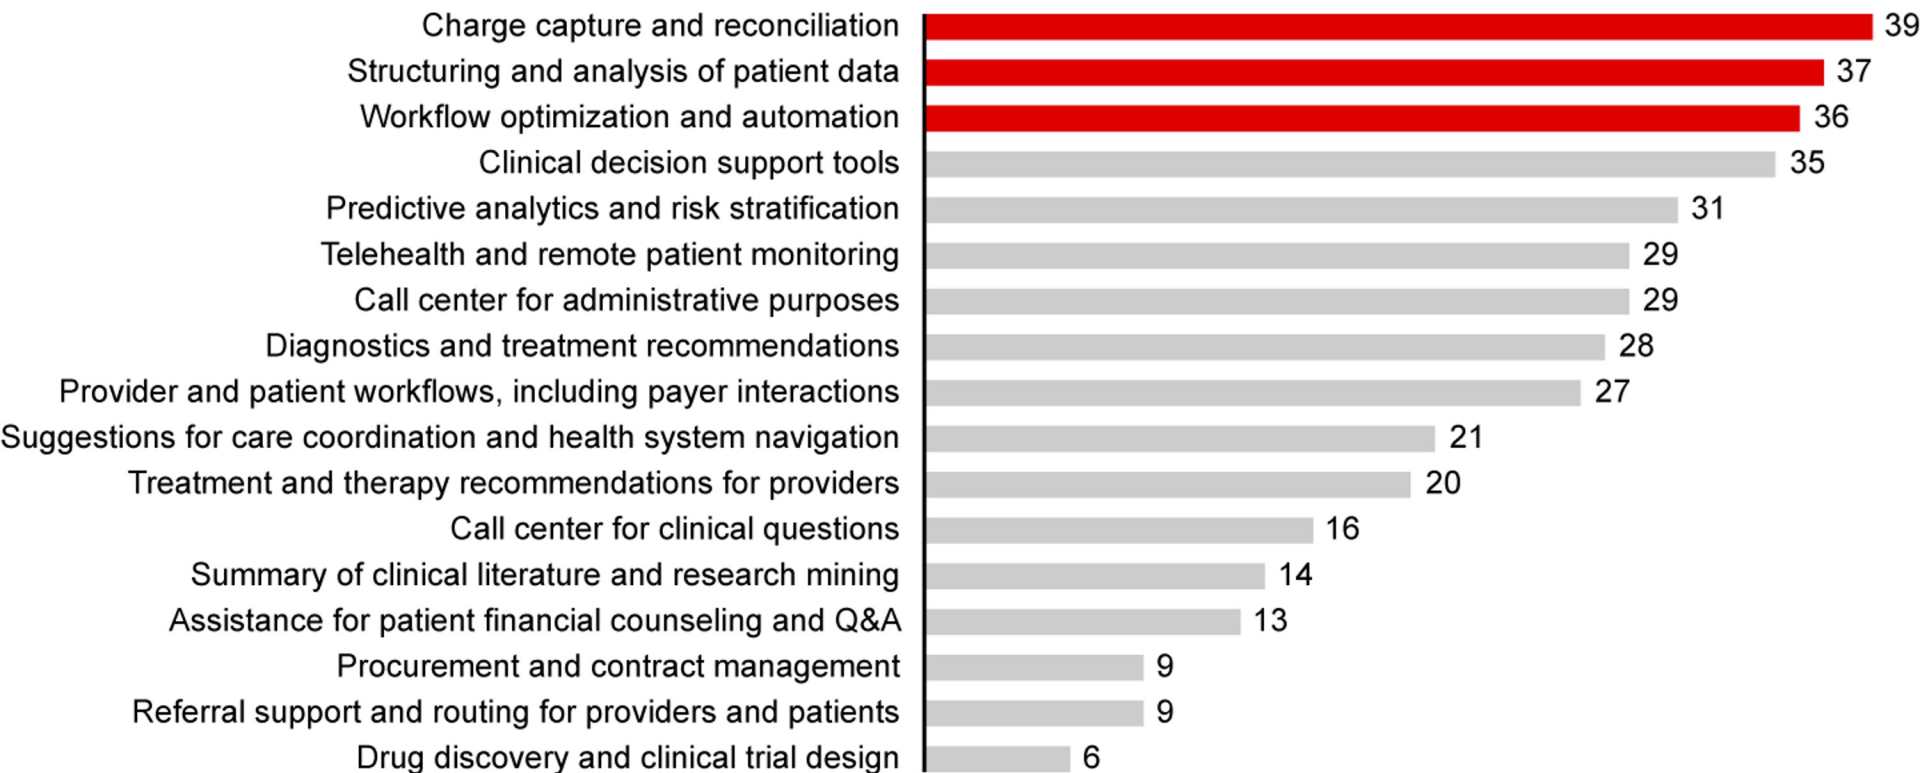 Charge capture and reconciliation 39
Structuring and analysis of patient data 37
Workflow optimization and automation 36
Clinical decision support tools 35
Predictive analytics and risk stratification 31
Telehealth and remote patient monitoring 29
Call center for administrative purposes 29
Diagnostics and treatment recommendations 28
Provider and patient workflows, including payer interactions 27
Suggestions for care coordination and health system navigation 21
Treatment and therapy recommendations for providers 20
Call center for clinical questions 16
Summary of clinical literature and research mining 14
Assistance for patient financial counseling and Q&A 13
Procurement and contract management 9
Referral support and routing for providers and patients 9
Drug discovery and clinical trial design 6